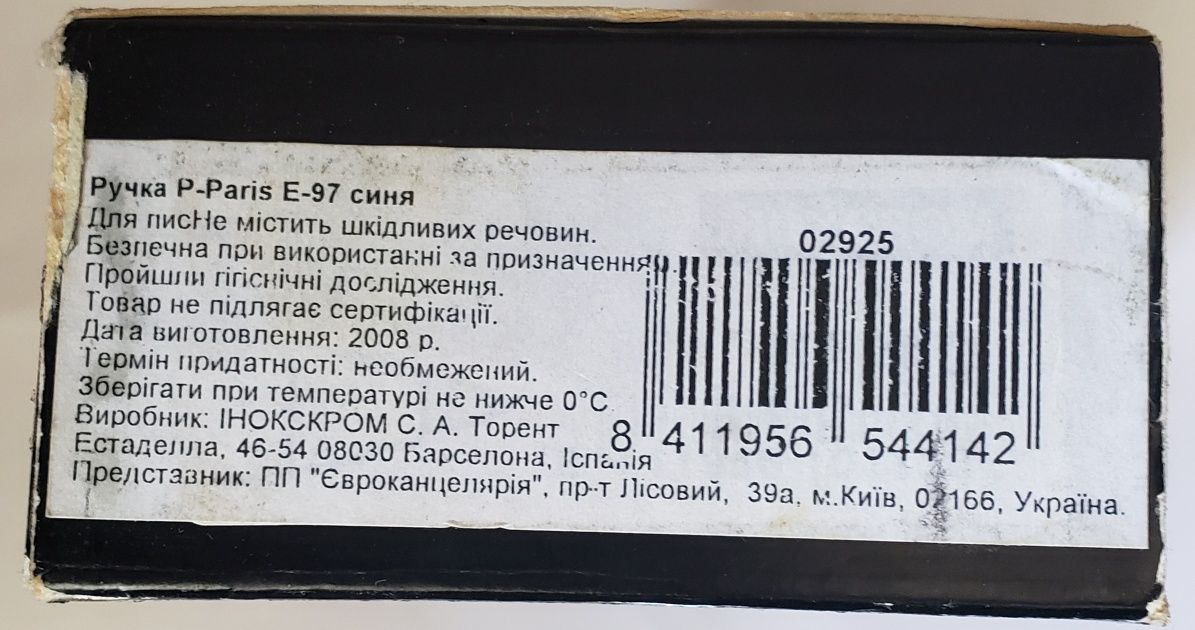 Ручка P-Paris E-97 синя
Для писНе містить шкідливих речовин.
Безпечна при використанні за призначення
02925
Пройшли гігієнічні дослідження.
Товар не підлягає сертифікації.
Дата виготовлення: 2008 р.
Термін придатності: необмежений.
Зберігати при температурі не нижче 0°C.
Виробник: ІНОКСКРОМ С. А. Торент
8 411956 544142
Естаделла, 46-54 08030 Барселона, Іспанія
Представник: ПП "Євроканцелярія", пр-т Лісовий, 39а, м.Київ, 02166, Україна.